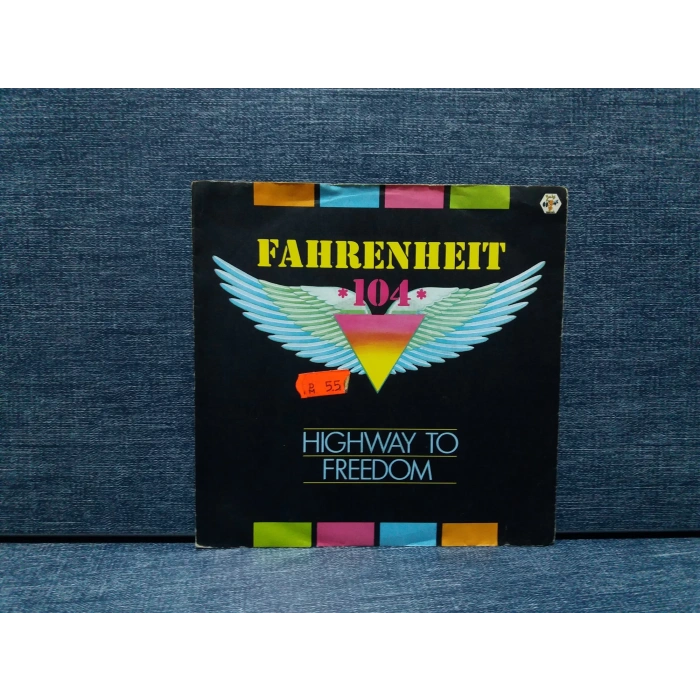 FAHRENHEIT
*104*
HIGHWAY TO
FREEDOM